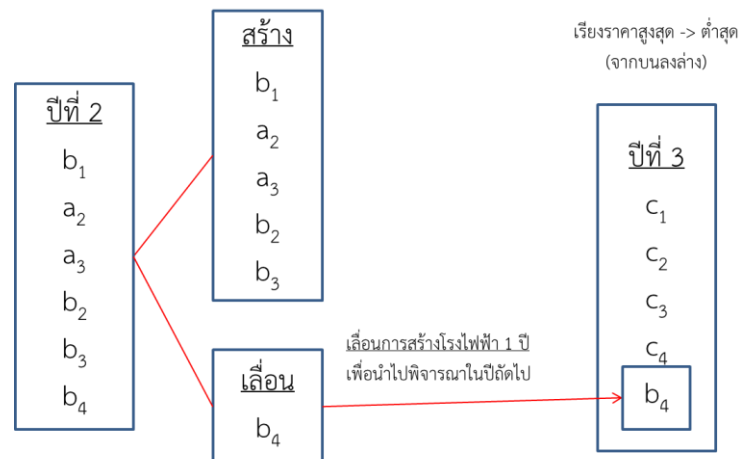 ปีที่ 2
b₁
a₂
a₃
b₂
b₃
b₄
สร้าง
b₁
a₂
a₃
b₂
b₃
เลื่อน
b₄
เลื่อนการสร้างโรงไฟฟ้า 1 ปี
เพื่อนำไปพิจารณาในปีถัดไป
เรียงราคาสูงสุด -> ต่ำสุด
(จากบนลงล่าง)
ปีที่ 3
c₁
c₂
c₃
c₄
b₄